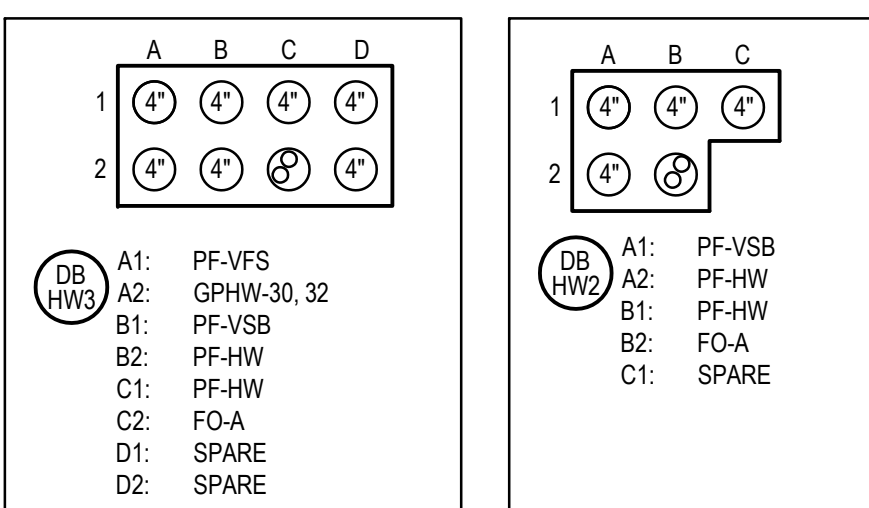 A B C D
1 4" 4" 4" 4"
2 4" 4" 4"
DB
HW3
A1: PF-VFS
A2: GPHW-30, 32
B1: PF-VSB
B2: PF-HW
C1: PF-HW
C2: FO-A
D1: SPARE
D2: SPARE
A B C
1 4" 4" 4"
2 4"
DB
HW2
A1: PF-VSB
A2: PF-HW
B1: PF-HW
B2: FO-A
C1: SPARE